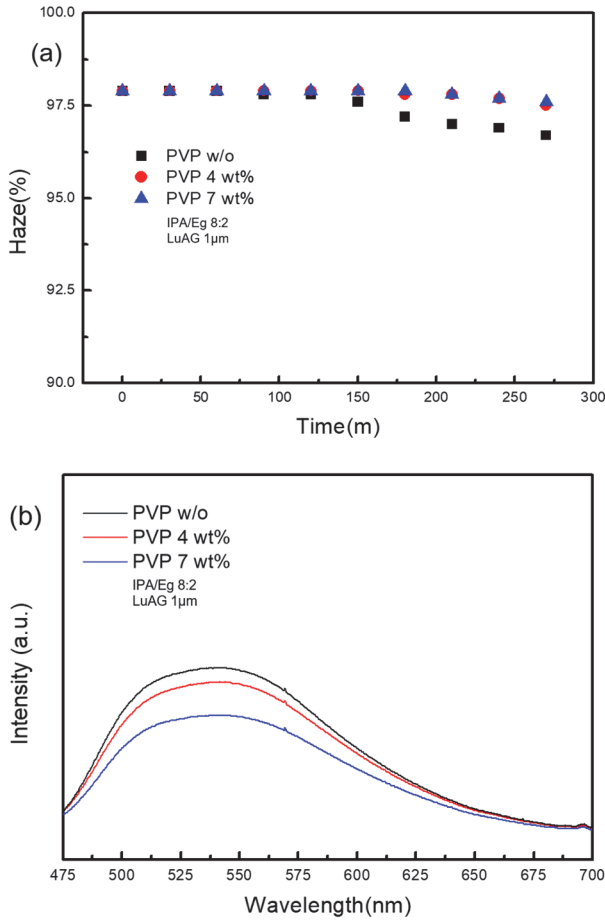 (a)
100.0
97.5
95.0
92.5
90.0
Haze(%)
PVP w/o
PVP 4 wt%
PVP 7 wt%
IPA/Eg 8:2
LuAG 1μm
0 50 100 150 200 250 300
Time(m)
(b)
PVP w/o
PVP 4 wt%
PVP 7 wt%
IPA/Eg 8:2
LuAG 1μm
Intensity (a.u.)
475 500 525 550 575 600 625 650 675 700
Wavelength(nm)